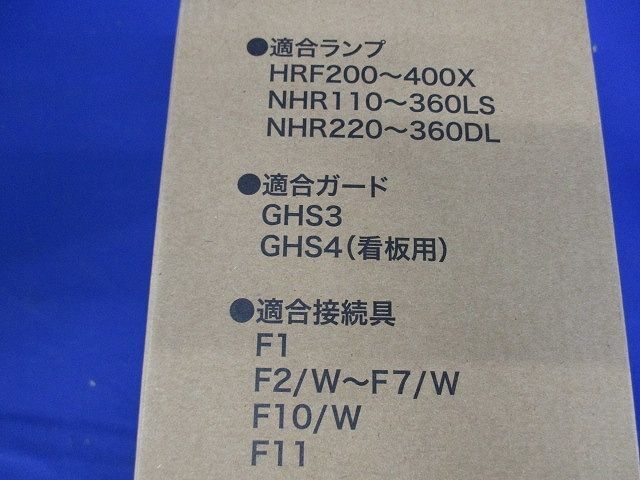 ●適合ランプ
HRF200～400X
NHR110～360LS
NHR220～360DL
●適合ガード
GHS3
GHS4(看板用)
●適合接続具
F1
F2/W～F7/W
F10/W
F11